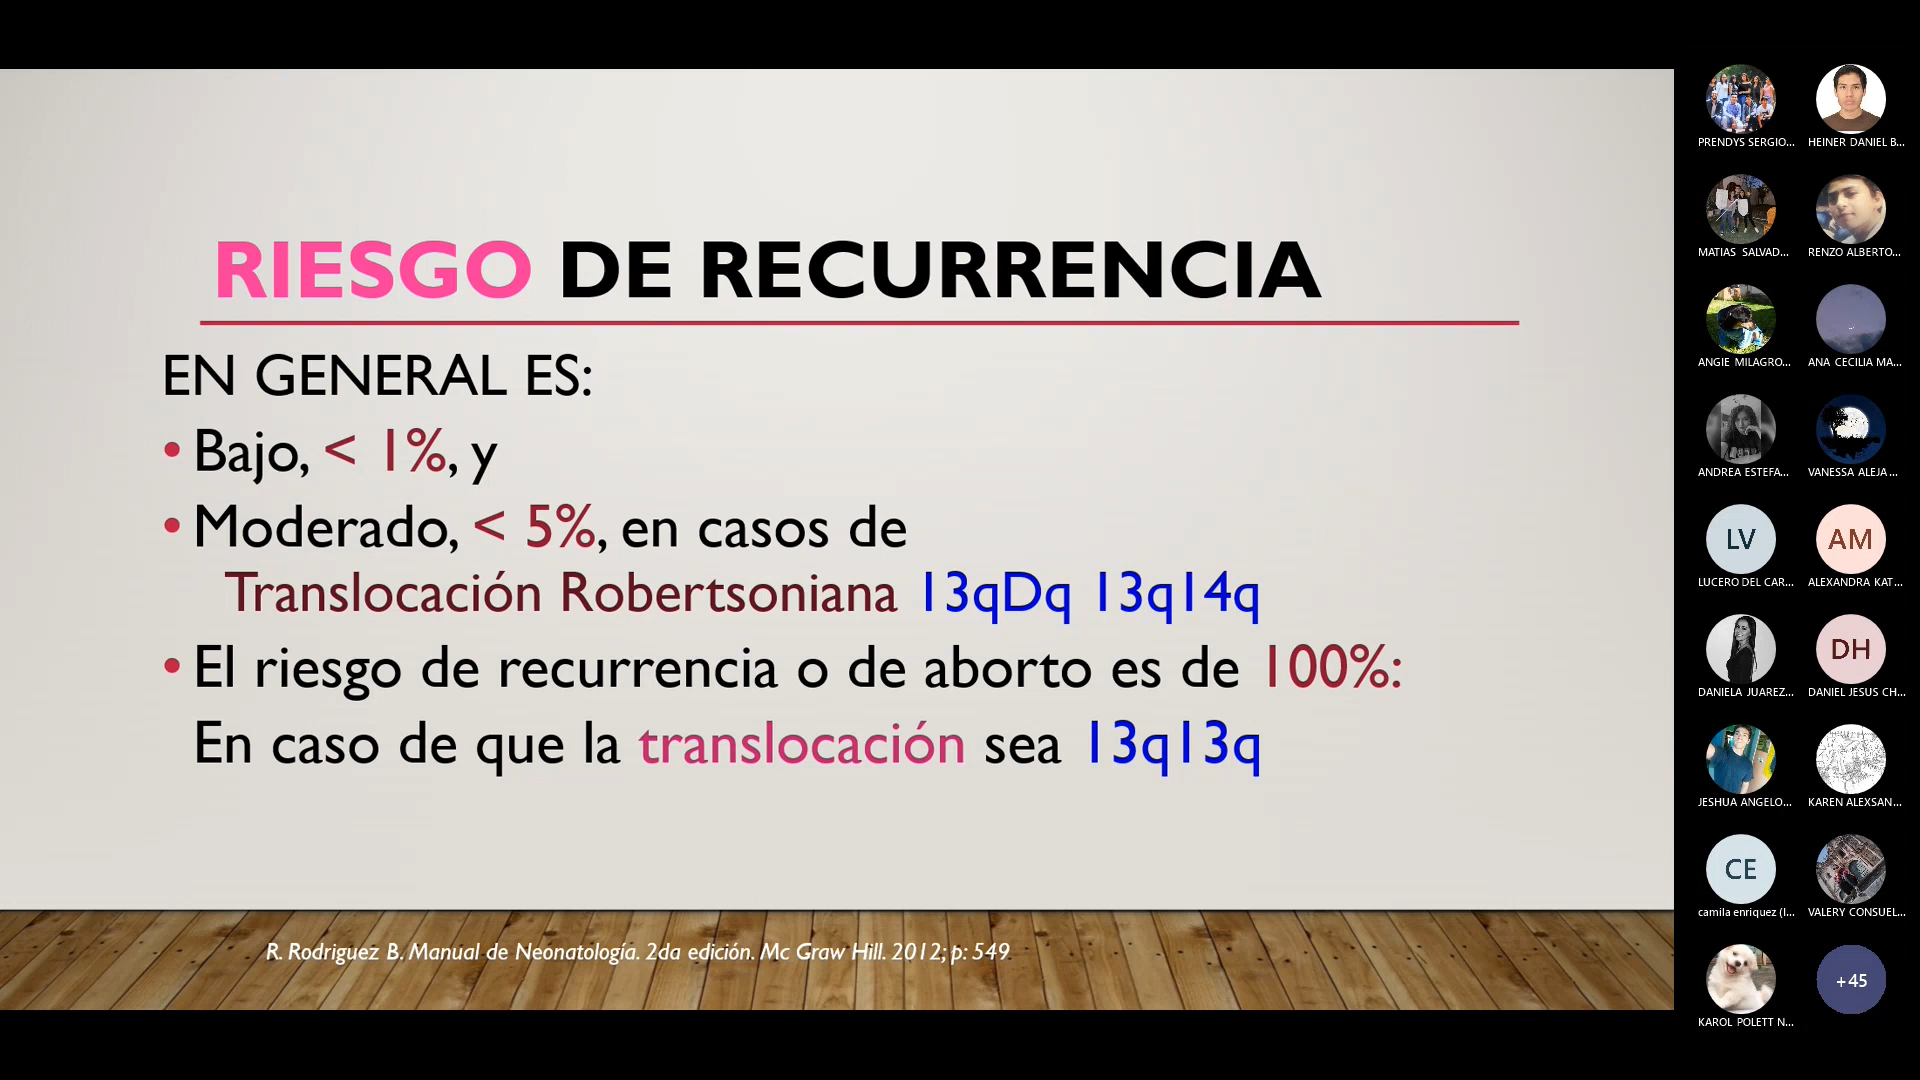 RIESGO DE RECURRENCIA
EN GENERAL ES:
• Bajo, < 1%, y
• Moderado, < 5%, en casos de
Translocación Robertsoniana 13qDq 13q14q
• El riesgo de recurrencia o de aborto es de 100%:
En caso de que la translocación sea 13q13q
R. Rodriguez B. Manual de Neonatología. 2da edición. Mc Graw Hill. 2012; p: 549
PRENDYS SERGIO...
HEINER DANIEL B...
MATIAS SALVAD...
RENZO ALBERTO...
ANGIE MILAGRO...
ANA CECILIA MA...
ANDREA ESTEFA...
VANESSA ALEJA...
LV
AM
LUCERO DEL CAR...
ALEXANDRA KAT...
DH
DANIELA JUAREZ...
DANIEL JESUS CH...
JESHUA ANGELO...
KAREN ALEXSAN...
CE
camila enriquez (I...
VALERY CONSUEL...
+45
KAROL POLETT N...